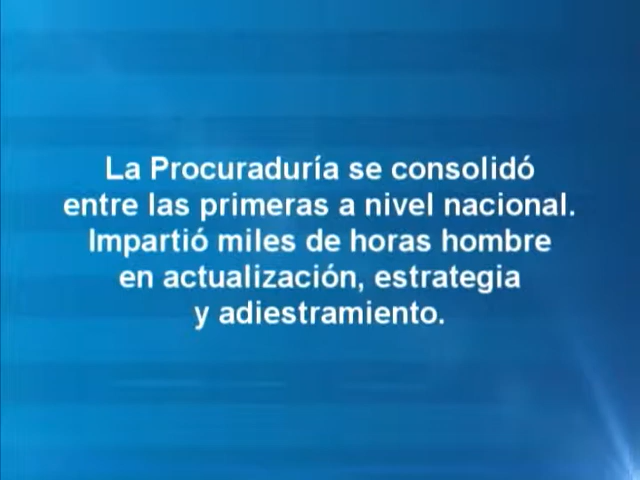 La Procuraduría se consolidó
entre las primeras a nivel nacional.
Impartió miles de horas hombre
en actualización, estrategia
y adiestramiento.